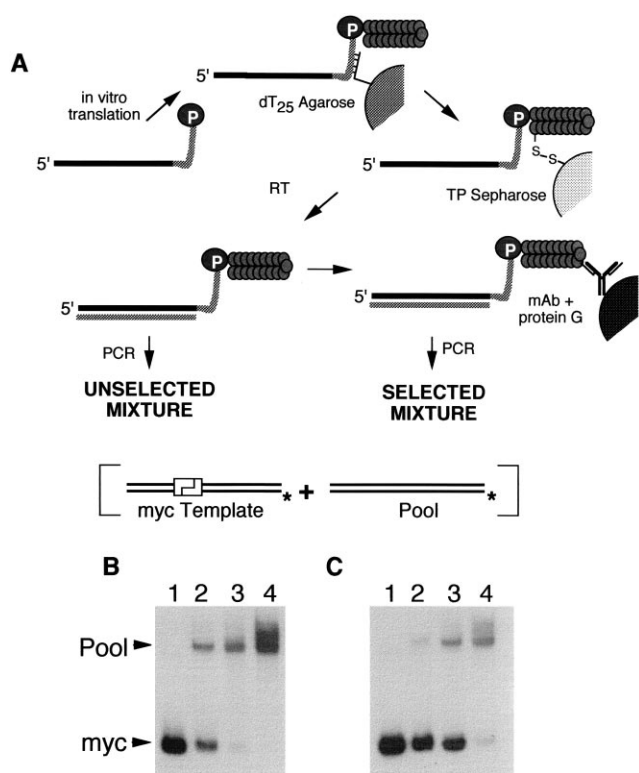 A
P
5'
dT25 Agarose
in vitro
translation
P
5'
P
S
S
5'
TP Sepharose
RT
P
5'
P
5'
mAb +
protein G
PCR
UNSELECTED
MIXTURE
PCR
SELECTED
MIXTURE
* + *
myc Template Pool
B C
1 2 3 4 1 2 3 4
Pool
myc